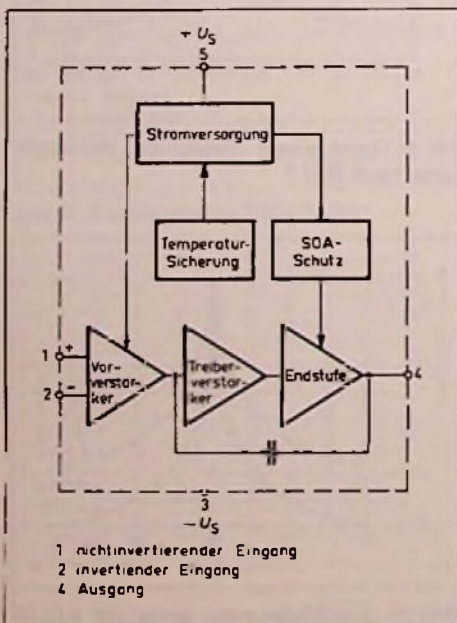 + U_S
5
Stromversorgung
Temperatur-
Sicherung
SOA-
Schutz
1 +
Vor-
verstär-
ker
Treiber-
verstär-
ker
Endstufe
4
2 -
3
− U_S
1 nichtinvertierender Eingang
2 invertiender Eingang
4 Ausgang